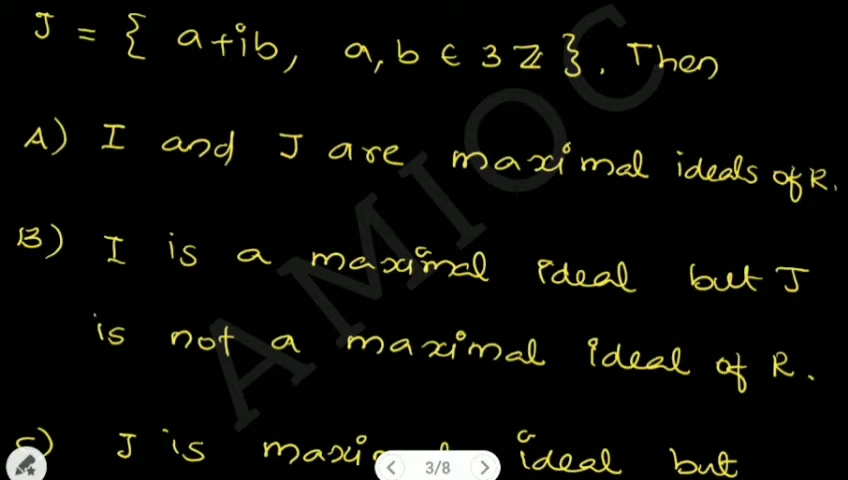 J = { a+ib, a, b ∈ 3ℤ }. Then
A) I and J are maximal ideals of R.
B) I is a maximal ideal but J
is not a maximal ideal of R.
C) J is maximal ideal but
3/8
AMIOC